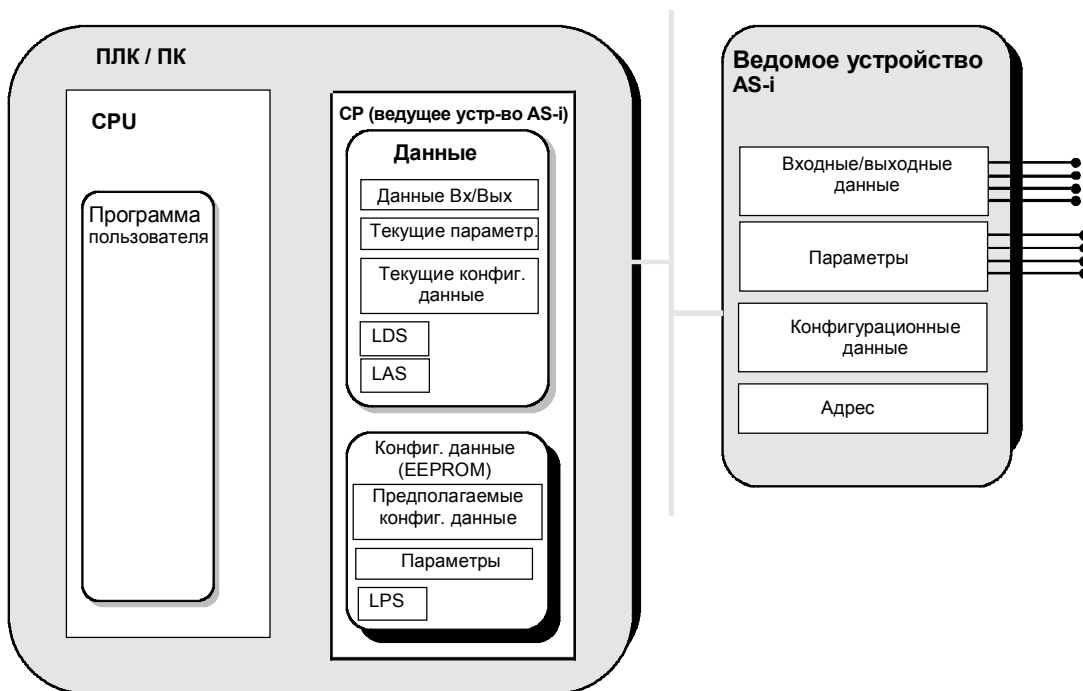 ПЛК / ПК
CPU
Программа
пользователя
CP (ведущее устр-во AS-i)
Данные
Данные Вх/Вых
Текущие параметр.
Текущие конфиг.
данные
LDS
LAS
Конфиг. данные
(EEPROM)
Предполагаемые
конфиг. данные
Параметры
LPS
Ведомое устройство
AS-i
Входные/выходные
данные
Параметры
Конфигурационные
данные
Адрес